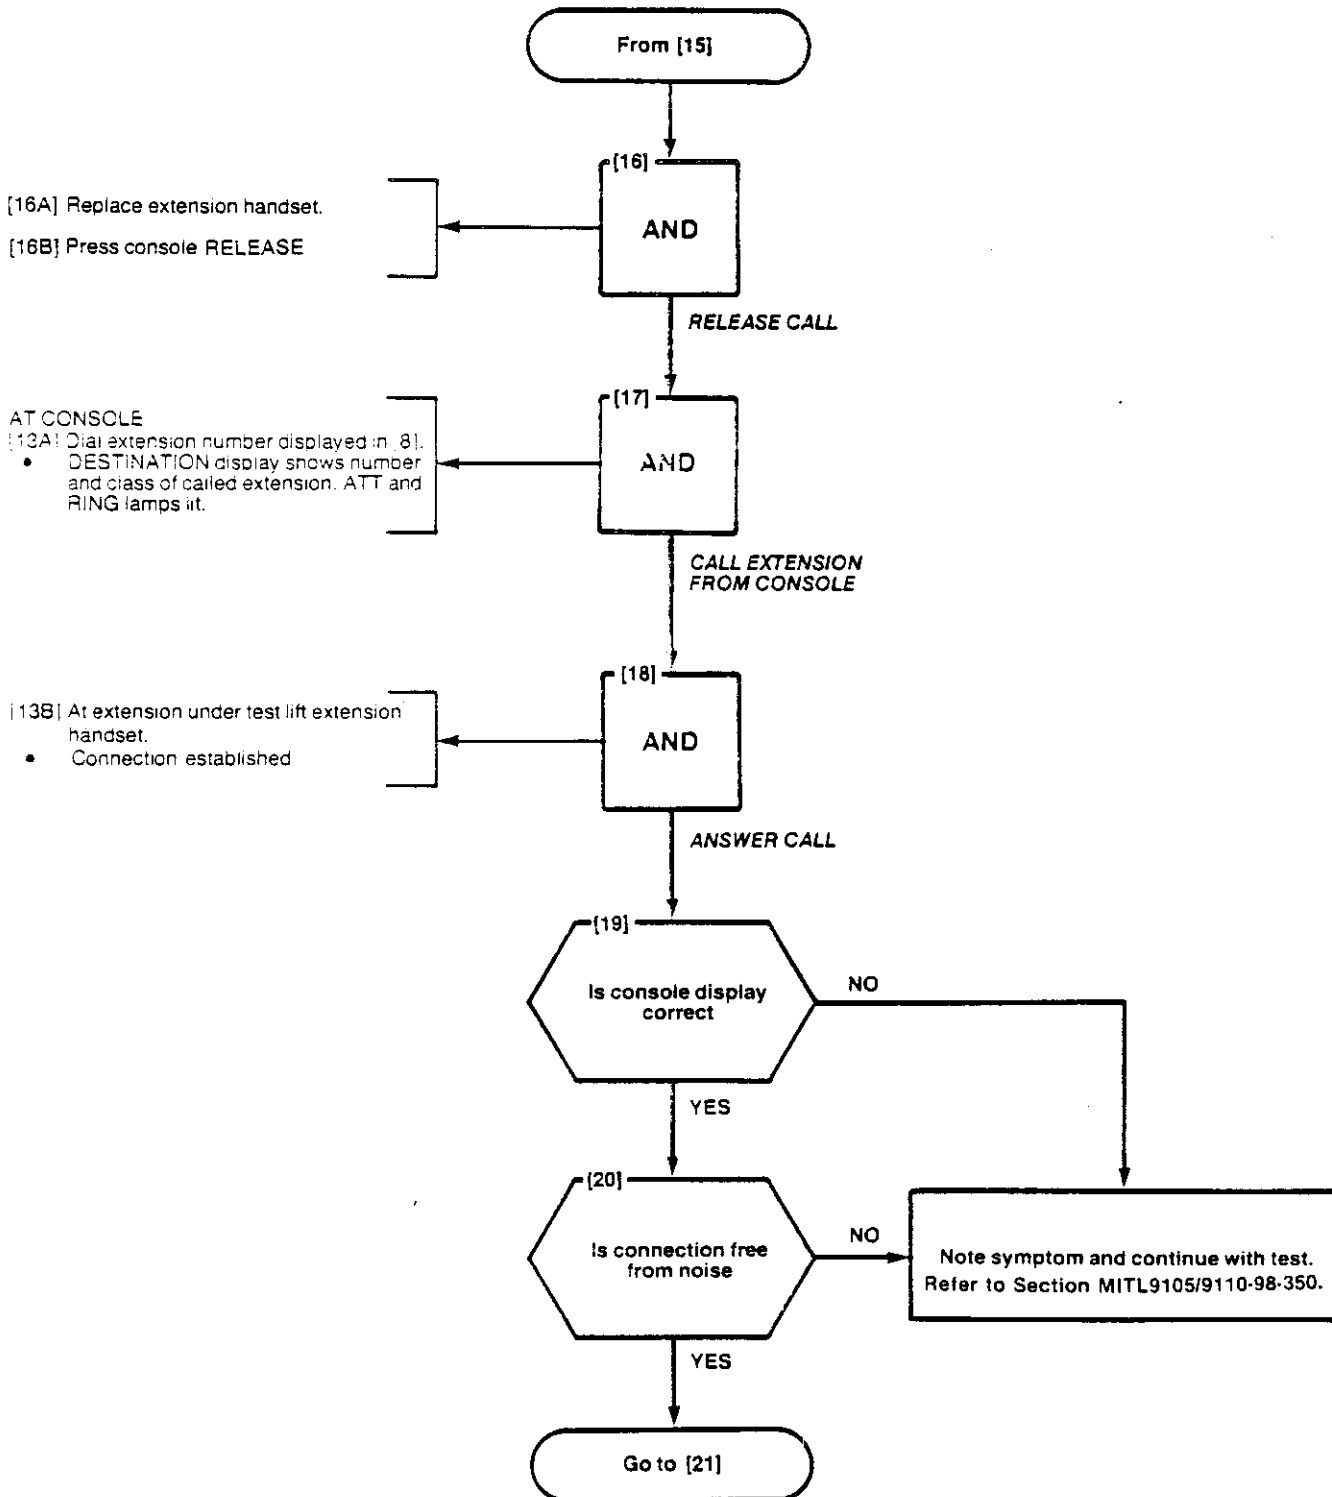 From [15]
[16]
AND
[16A] Replace extension handset.
[16B] Press console RELEASE
RELEASE CALL
[17]
AND
AT CONSOLE
[13A] Dial extension number displayed in [8].
• DESTINATION display shows number
and class of called extension. ATT and
RING lamps lit.
CALL EXTENSION
FROM CONSOLE
[18]
AND
[13B] At extension under test lift extension
handset.
• Connection established
ANSWER CALL
[19]
Is console display
correct
NO
YES
[20]
Is connection free
from noise
NO
Note symptom and continue with test.
Refer to Section MITL9105/9110-98-350.
YES
Go to [21]